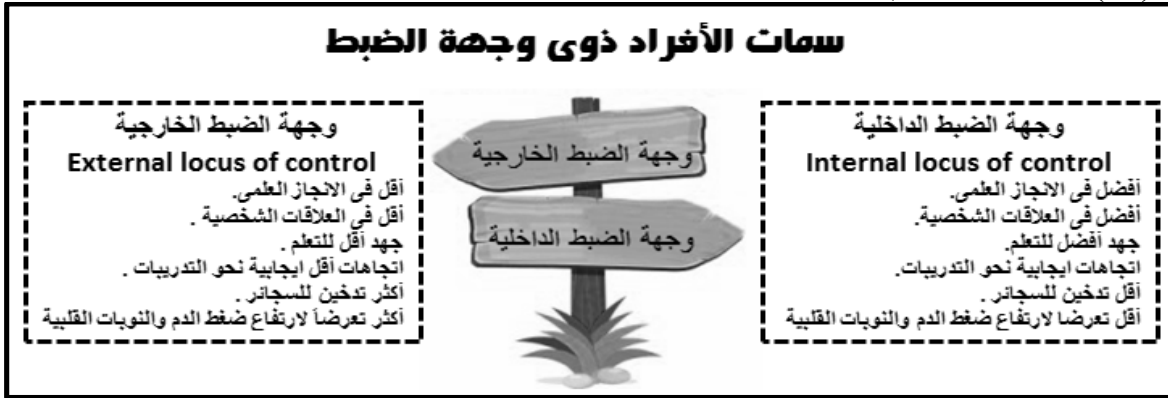 سمات الأفراد ذوى وجهة الضبط
وجهة الضبط الداخلية
Internal locus of control
أفضل فى الانجاز العلمى.
أفضل فى العلاقات الشخصية.
جهد أفضل للتعلم.
اتجاهات ايجابية نحو التدريبات.
أقل تدخين للسجائر .
أقل تعرضا لارتفاع ضغط الدم والنوبات القلبية
وجهة الضبط الخارجية
وجهة الضبط الداخلية
وجهة الضبط الخارجية
External locus of control
أقل فى الانجاز العلمى.
أقل فى العلاقات الشخصية .
جهد أقل للتعلم .
اتجاهات أقل ايجابية نحو التدريبات .
أكثر تدخين للسجائر .
أكثر تعرضاً لارتفاع ضغط الدم والنوبات القلبية